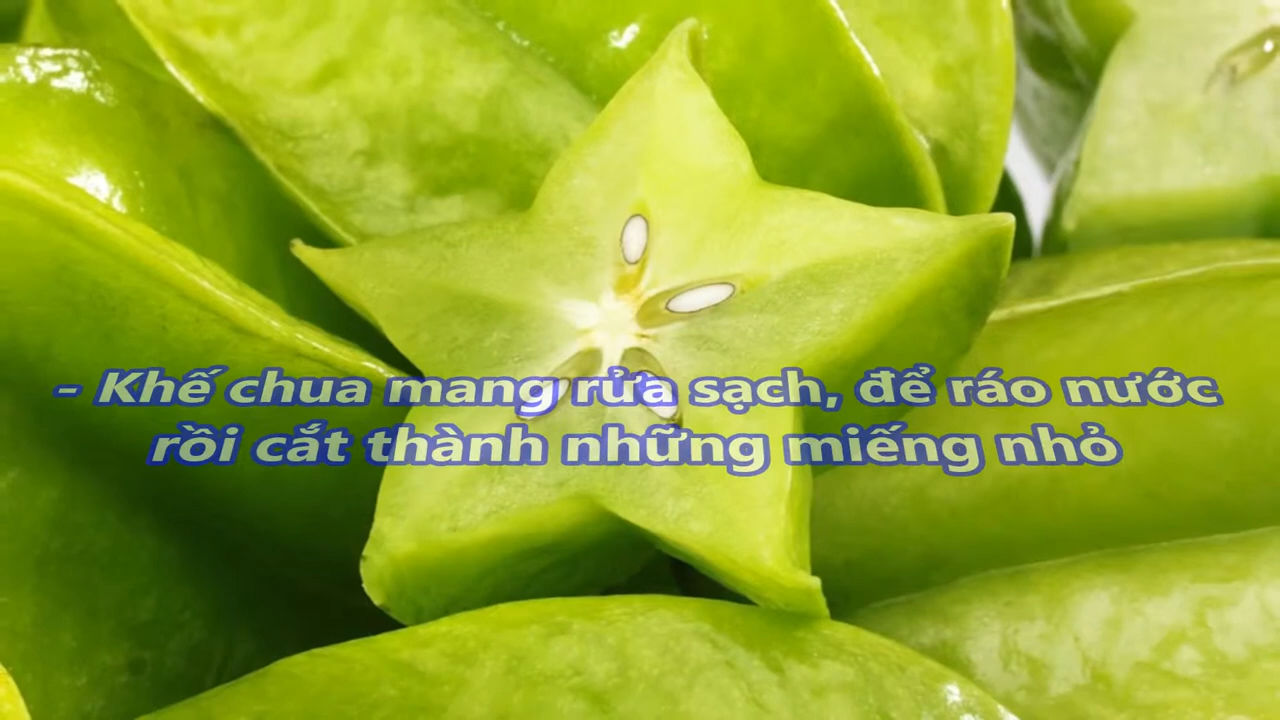 - Khế chua mang rửa sạch, để ráo nước
rồi cắt thành những miếng nhỏ